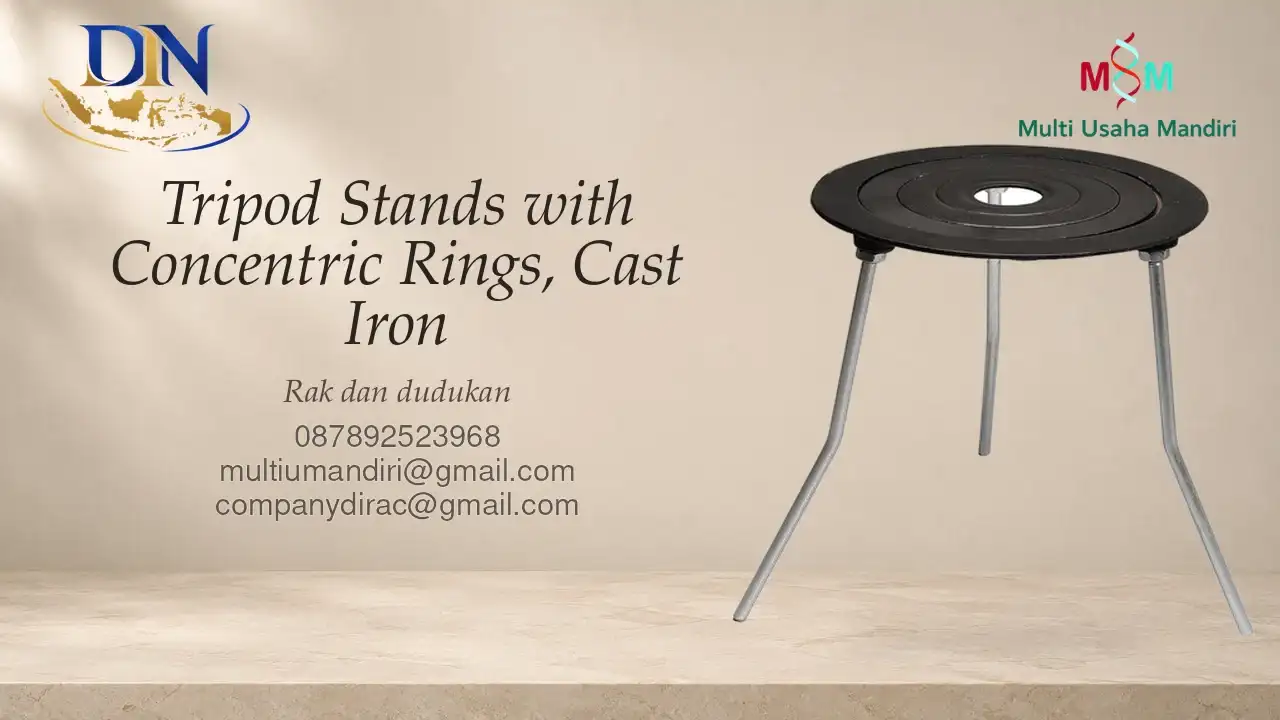 DN
M M
Multi Usaha Mandiri
Tripod Stands with
Concentric Rings, Cast
Iron
Rak dan dudukan
087892523968
multiumandiri@gmail.com
companydirac@gmail.com